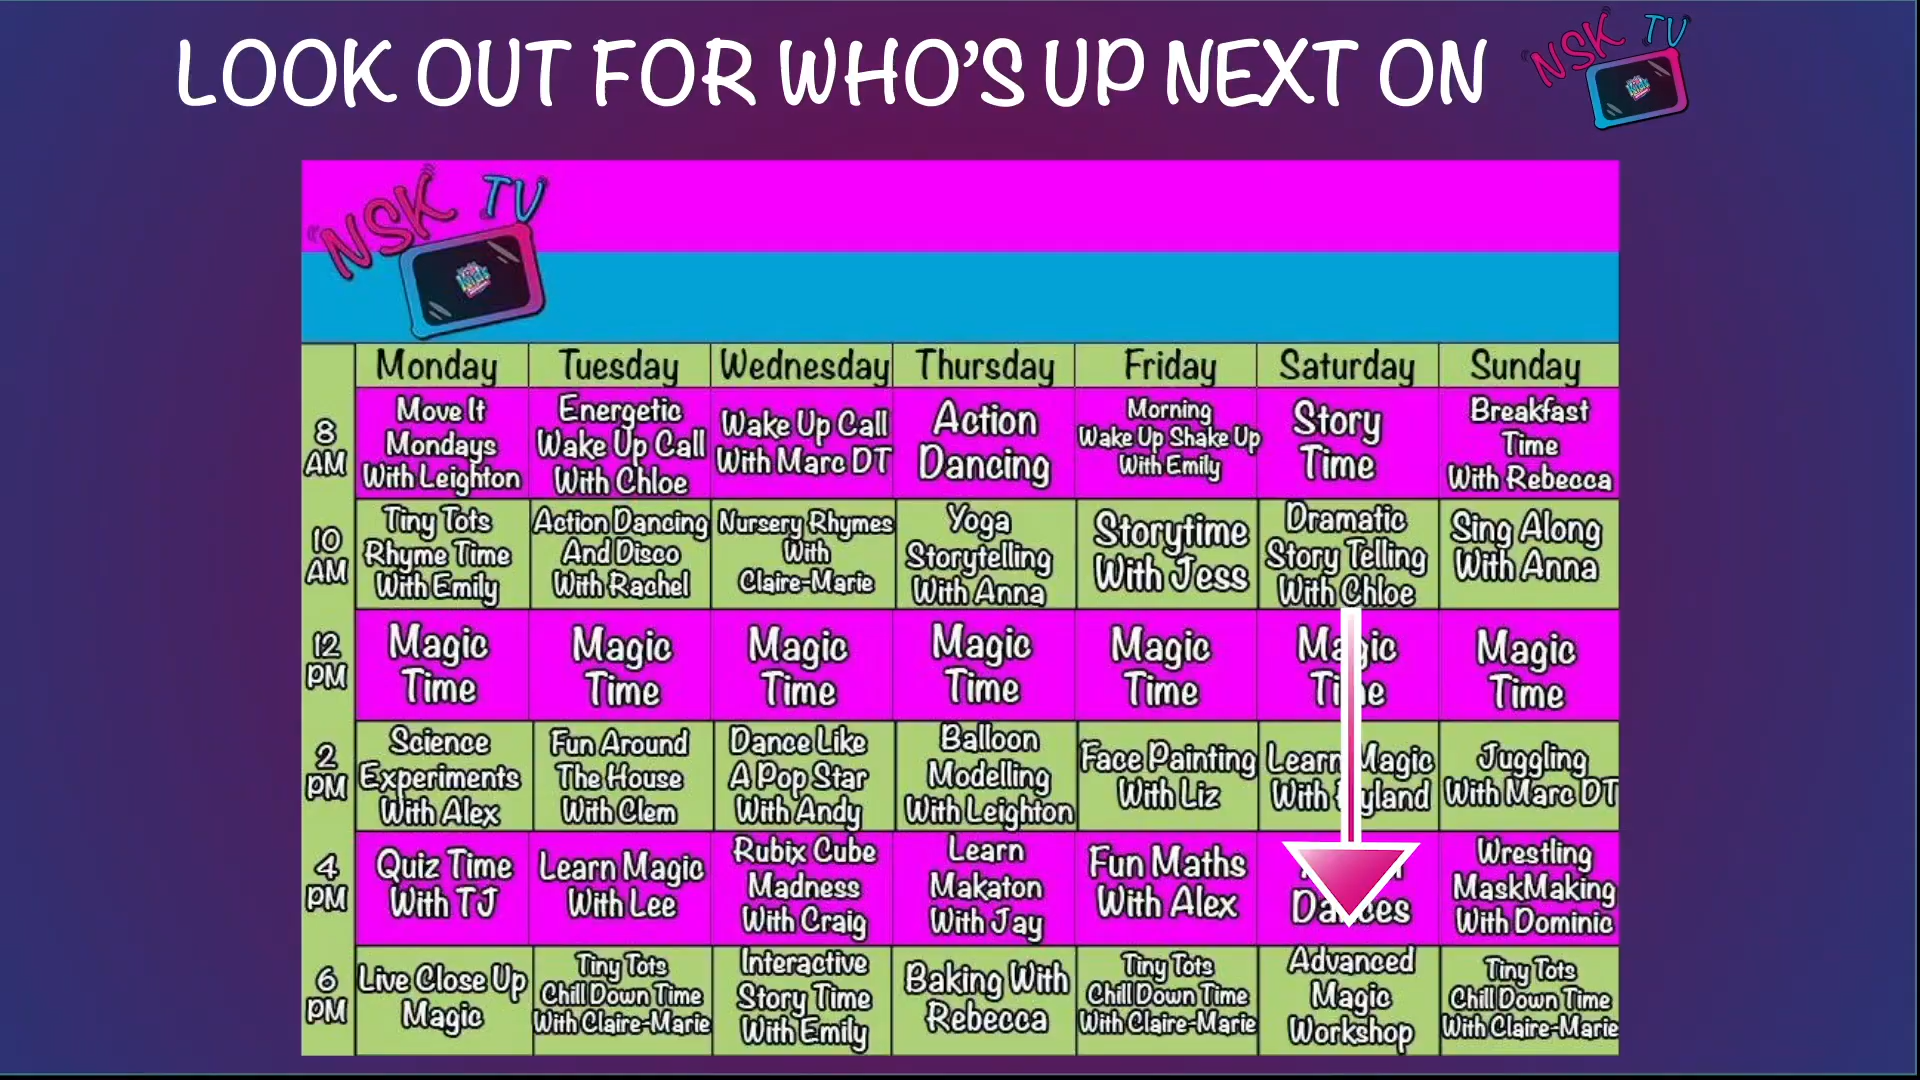 LOOK OUT FOR WHO'S UP NEXT ON NSK TV
NSK TV
Monday Tuesday Wednesday Thursday Friday Saturday Sunday
8 AM
Move It
Mondays
With Leighton
Energetic
Wake Up Call
With Chloe
Wake Up Call
With Marc DT
Action
Dancing
Morning
Wake Up Shake Up
With Emily
Story
Time
Breakfast
Time
With Rebecca
10 AM
Tiny Tots
Rhyme Time
With Emily
Action Dancing
And Disco
With Rachel
Nursery Rhymes
With
Claire-Marie
Yoga
Storytelling
With Anna
Storytime
With Jess
Dramatic
Story Telling
With Chloe
Sing Along
With Anna
12 PM
Magic
Time
Magic
Time
Magic
Time
Magic
Time
Magic
Time
Magic
Time
Magic
Time
2 PM
Science
Experiments
With Alex
Fun Around
The House
With Clem
Dance Like
A Pop Star
With Andy
Balloon
Modelling
With Leighton
Face Painting
With Liz
Learn Magic
With
Juggling
With Marc DT
4 PM
Quiz Time
With TJ
Learn Magic
With Lee
Rubix Cube
Madness
With Craig
Learn
Makaton
With Jay
Fun Maths
With Alex
Dances
Wrestling
MaskMaking
With Dominic
6 PM
Live Close Up
Magic
Tiny Tots
Chill Down Time
With Claire-Marie
Interactive
Story Time
With Emily
Baking With
Rebecca
Tiny Tots
Chill Down Time
With Claire-Marie
Advanced
Magic
Workshop
Tiny Tots
Chill Down Time
With Claire-Marie